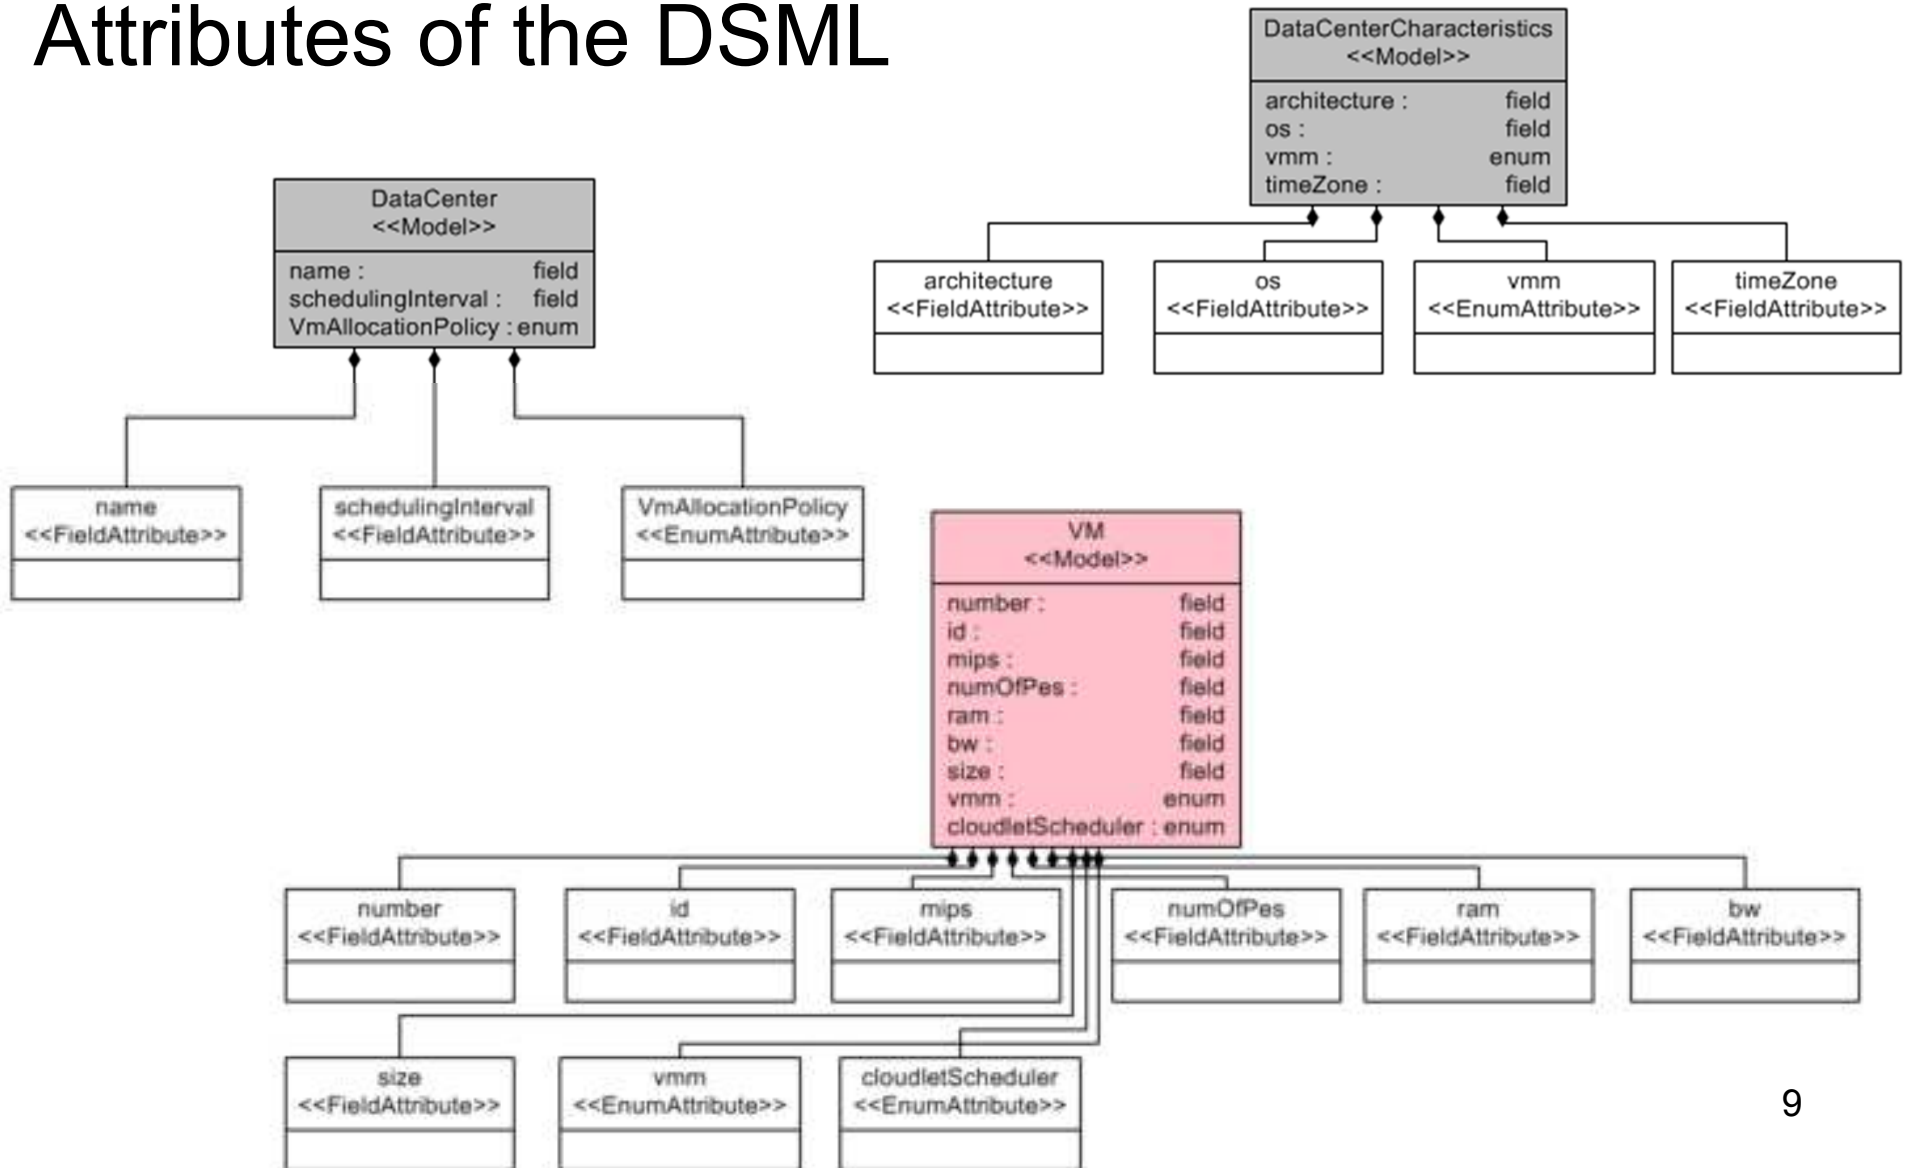 Attributes of the DSML
DataCenterCharacteristics
<<Model>>
architecture : field
os : field
vmm : enum
timeZone : field
architecture
<<FieldAttribute>>
os
<<FieldAttribute>>
vmm
<<EnumAttribute>>
timeZone
<<FieldAttribute>>
DataCenter
<<Model>>
name : field
schedulingInterval : field
VmAllocationPolicy : enum
name
<<FieldAttribute>>
schedulingInterval
<<FieldAttribute>>
VmAllocationPolicy
<<EnumAttribute>>
VM
<<Model>>
number : field
id : field
mips : field
numOfPes : field
ram : field
bw : field
size : field
vmm : enum
cloudletScheduler : enum
number
<<FieldAttribute>>
id
<<FieldAttribute>>
mips
<<FieldAttribute>>
numOfPes
<<FieldAttribute>>
ram
<<FieldAttribute>>
bw
<<FieldAttribute>>
size
<<FieldAttribute>>
vmm
<<EnumAttribute>>
cloudletScheduler
<<EnumAttribute>>
9